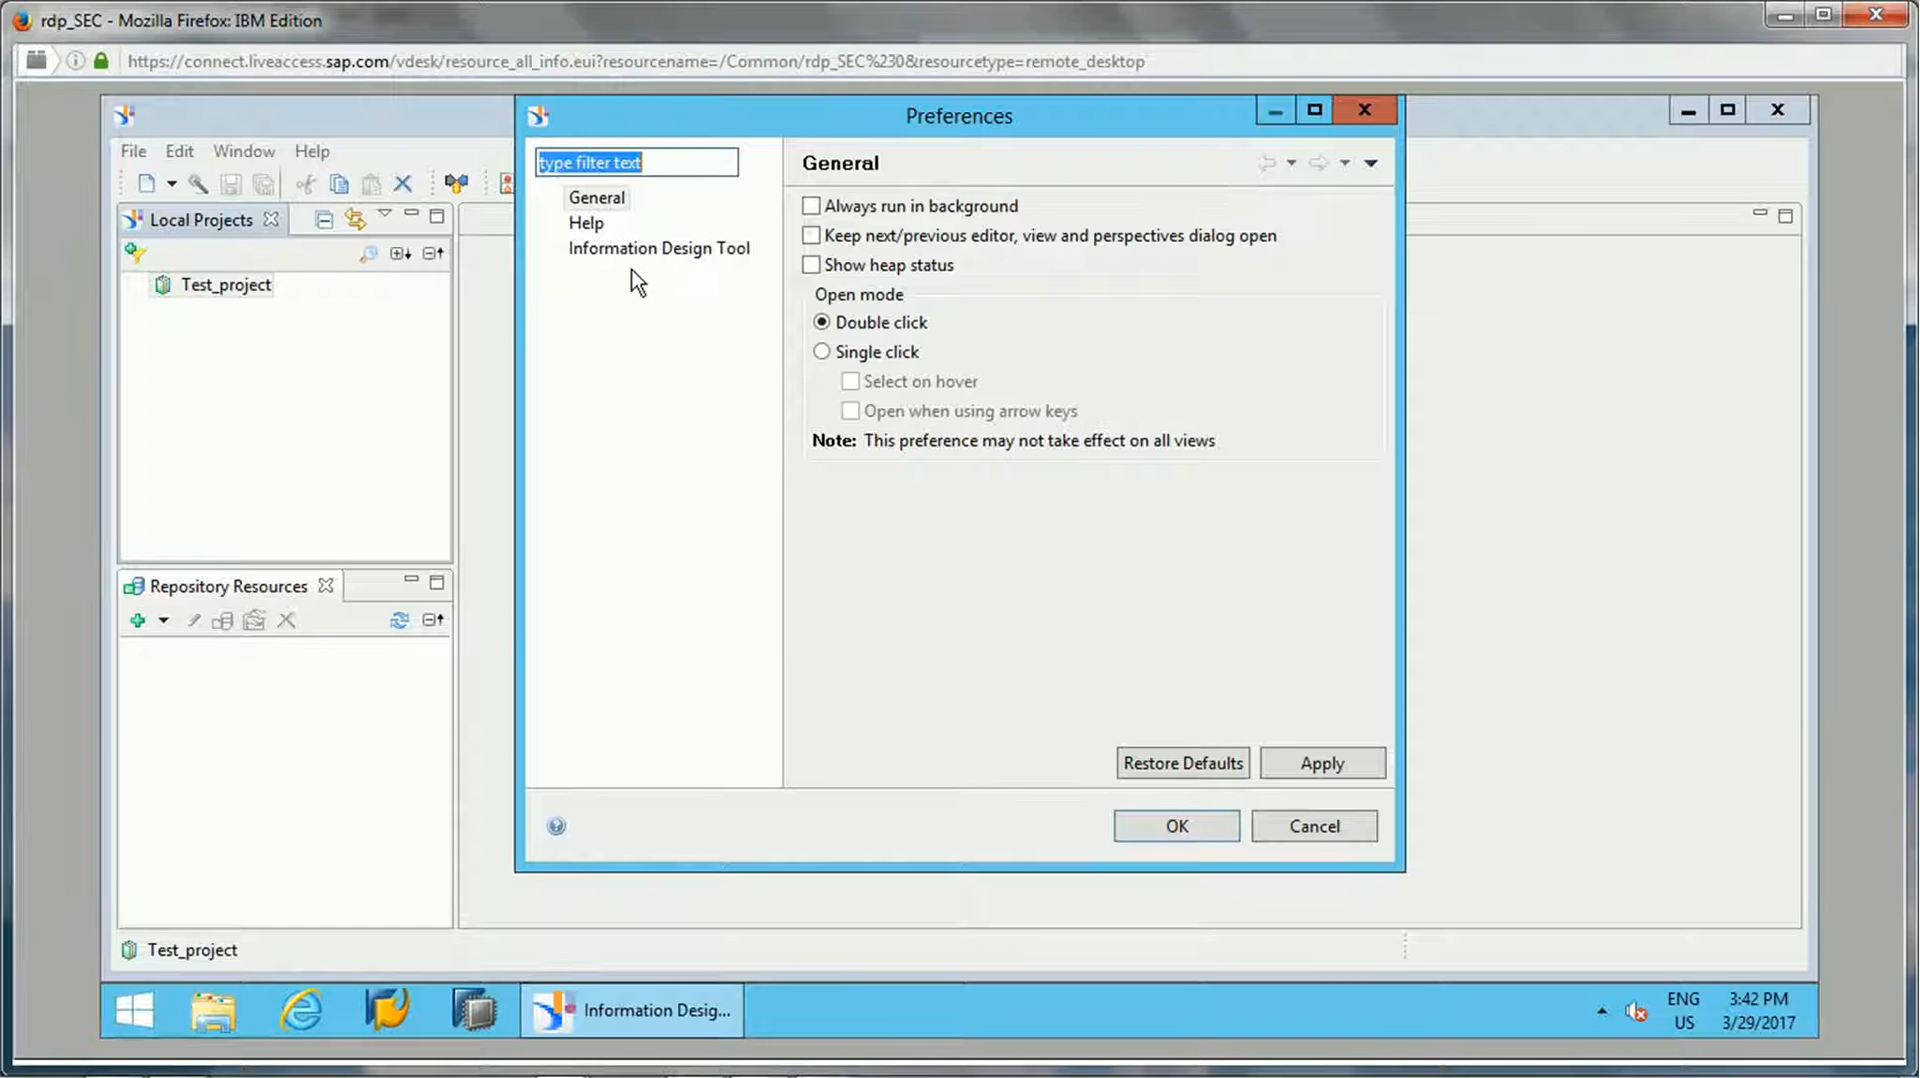 rdp_SEC - Mozilla Firefox: IBM Edition
https://connect.liveaccess.sap.com/vdesk/resource_all_info.eui?resourcename=/Common/rdp_SEC%230&resourcetype=remote_desktop
Preferences
File Edit Window Help
type filter text
General
Help
Information Design Tool
General
Always run in background
Keep next/previous editor, view and perspectives dialog open
Show heap status
Open mode
Double click
Single click
Select on hover
Open when using arrow keys
Note: This preference may not take effect on all views
Restore Defaults
Apply
OK
Cancel
Local Projects
Test_project
Repository Resources
Test_project
Information Desig...
ENG
US
3:42 PM
3/29/2017